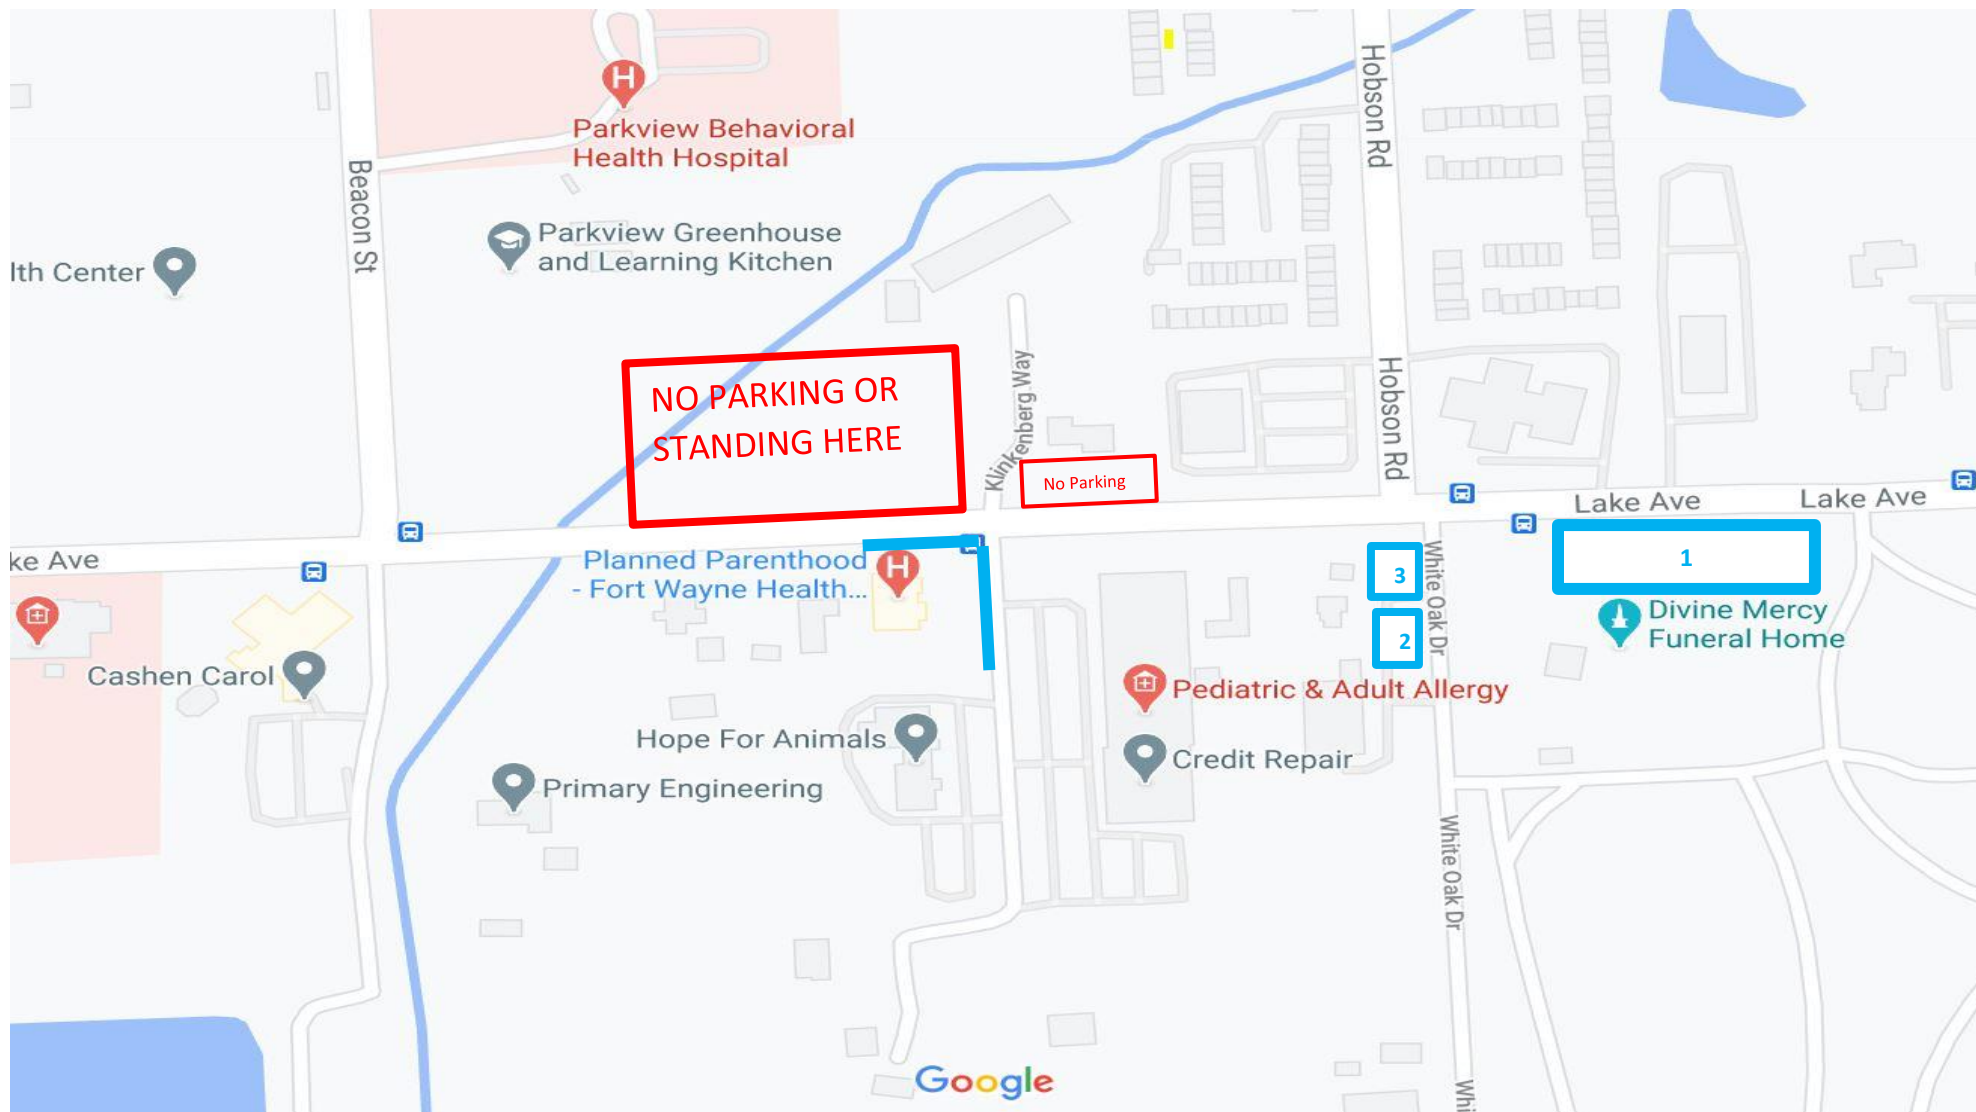 Hobson Rd
H
Parkview Behavioral
Health Hospital
Beacon St
Parkview Greenhouse
and Learning Kitchen
lth Center
NO PARKING OR
STANDING HERE
Klinkenberg Way
Hobson Rd
No Parking
Lake Ave
Lake Ave
ke Ave
Planned Parenthood
- Fort Wayne Health...
H
White Oak Dr
1
3
2
Divine Mercy
Funeral Home
Cashen Carol
Pediatric & Adult Allergy
Hope For Animals
Credit Repair
Primary Engineering
White Oak Dr
Google
Whi